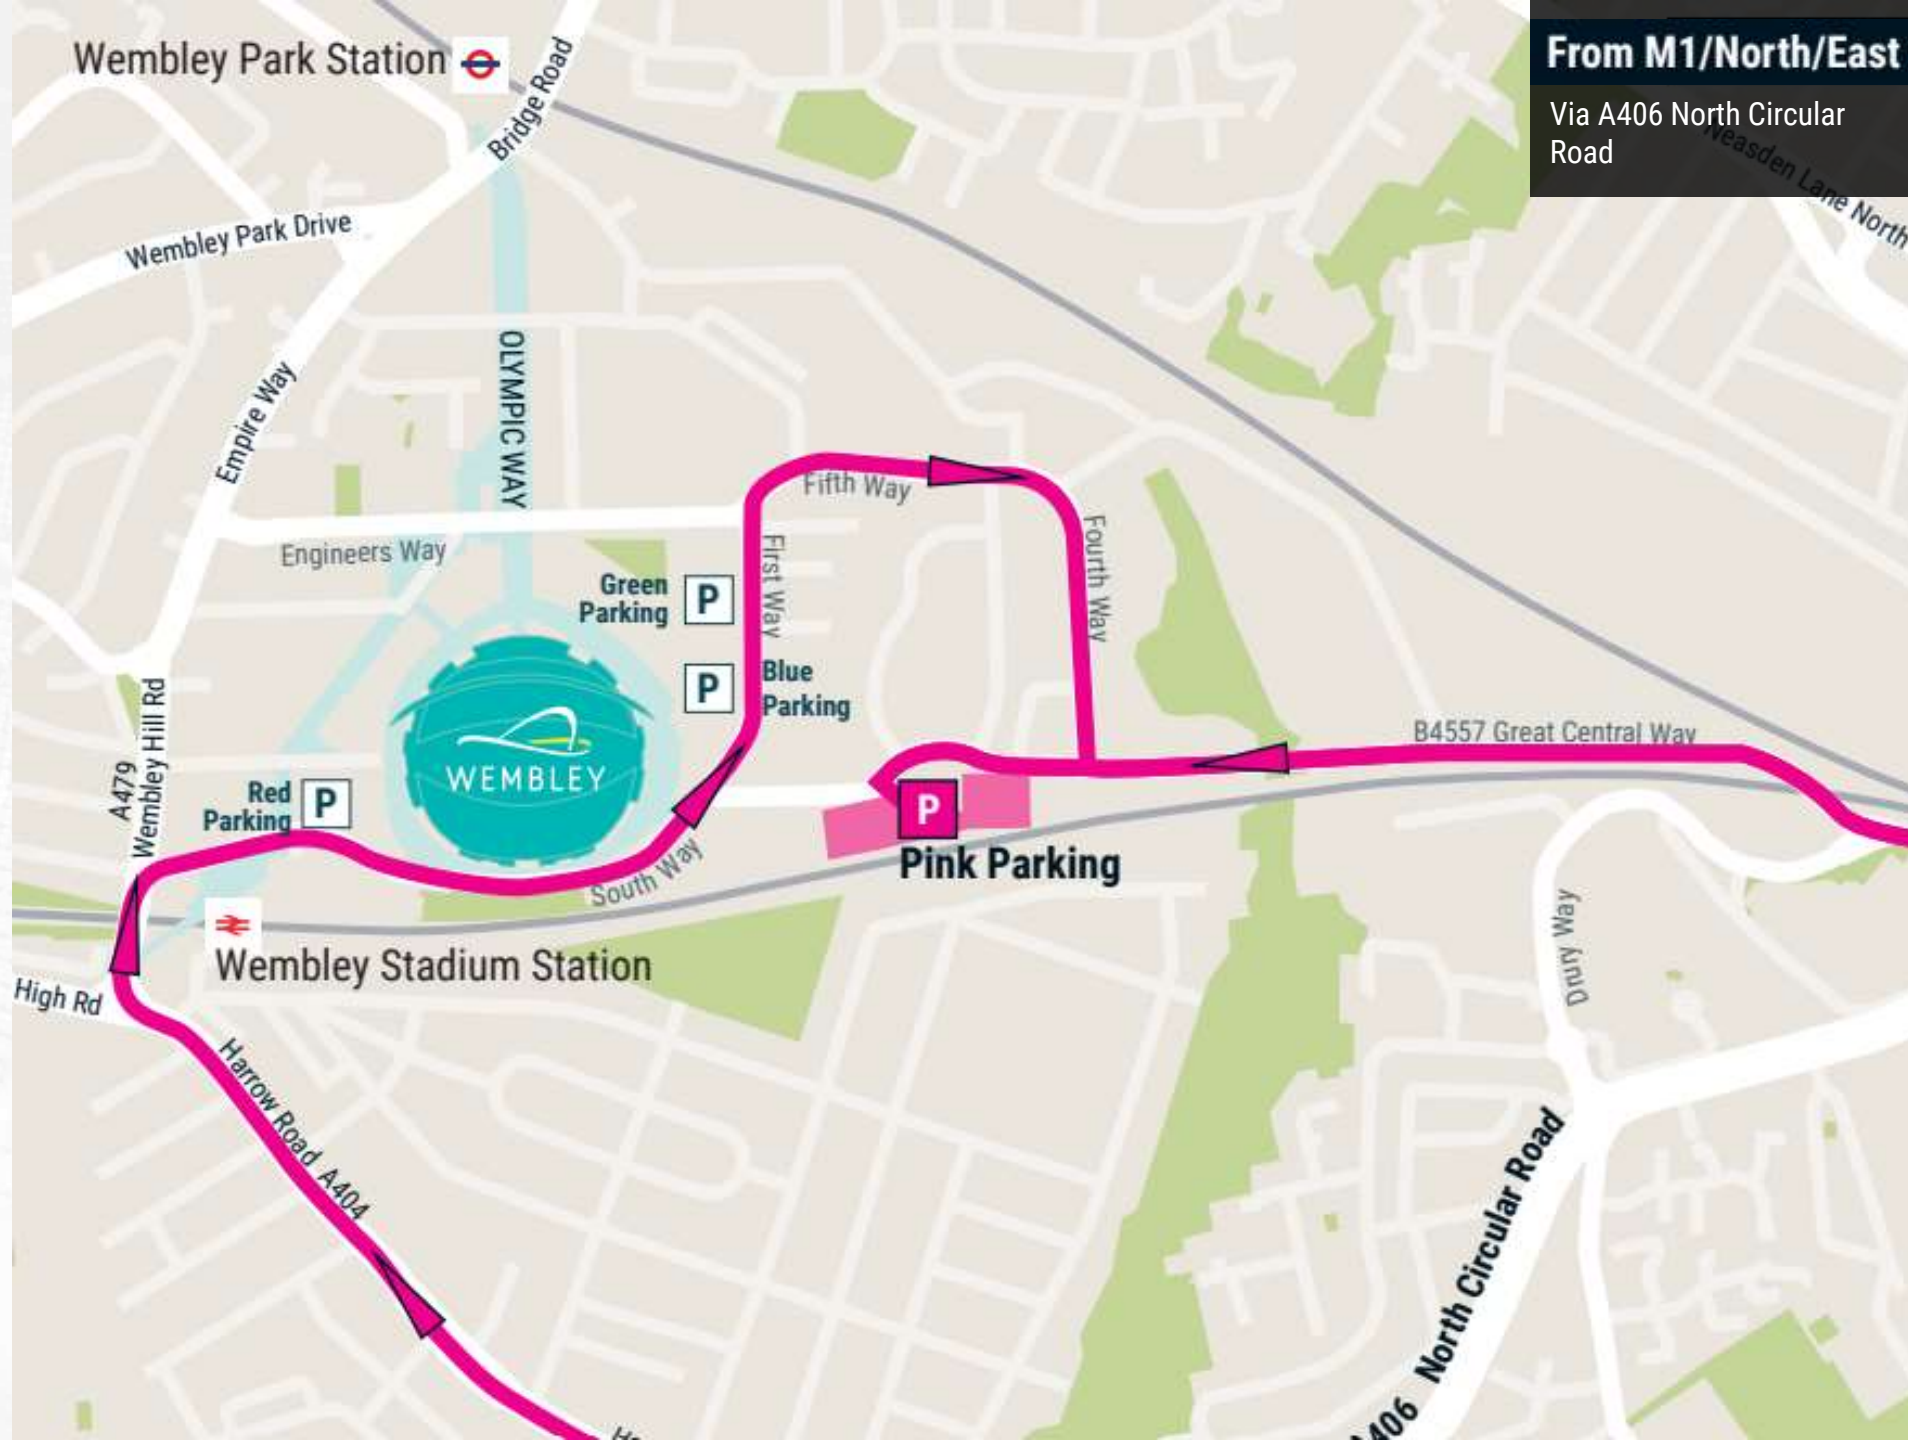 Wembley Park Station
Bridge Road
From M1/North/East
Via A406 North Circular
Road
Neasden Lane North
Wembley Park Drive
OLYMPIC WAY
Empire Way
Fifth Way
Engineers Way
First Way
Fourth Way
Green
Parking
P
Blue
Parking
P
WEMBLEY
A479
Wembley Hill Rd
Red
Parking
P
B4557 Great Central Way
P
Pink Parking
South Way
Wembley Stadium Station
High Rd
Drury Way
Harrow Road A404
A406 North Circular Road